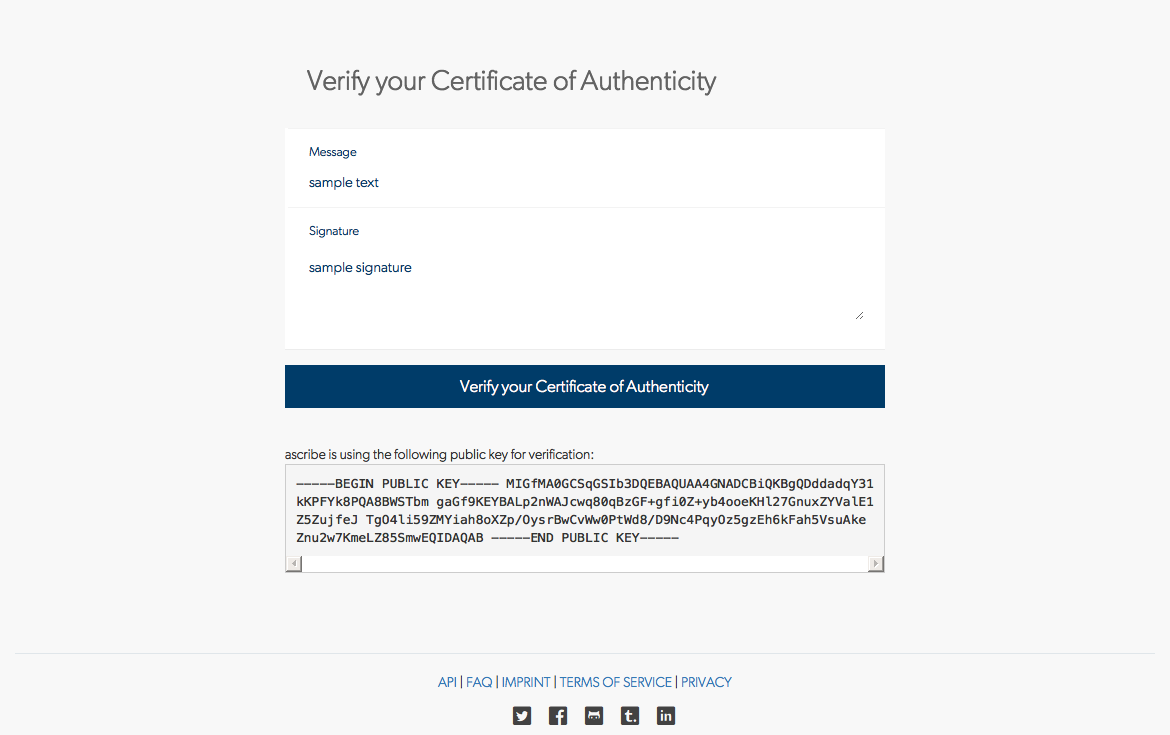 Verify your Certificate of Authenticity
Message
sample text
Signature
sample signature
Verify your Certificate of Authenticity
ascribe is using the following public key for verification:
-----BEGIN PUBLIC KEY----- MIGfMA0GCSqGSIb3DQEBAQUAA4GNADCBiQKBgQDddadqY31
kKPFYk8PQA8BWSTbm gaGf9KEYBALp2nWAJcwq80qBzGF+gfi0Z+yb4ooeKHl27GnuxZYValE1
Z5ZujfeJ TgO4li59ZMYiah8oXZp/OysrBwCvWw0PtWd8/D9Nc4PqyOz5gzEh6kFah5VsuAke
Znu2w7KmeLZ85SmwEQIDAQAB -----END PUBLIC KEY-----
API | FAQ | IMPRINT | TERMS OF SERVICE | PRIVACY